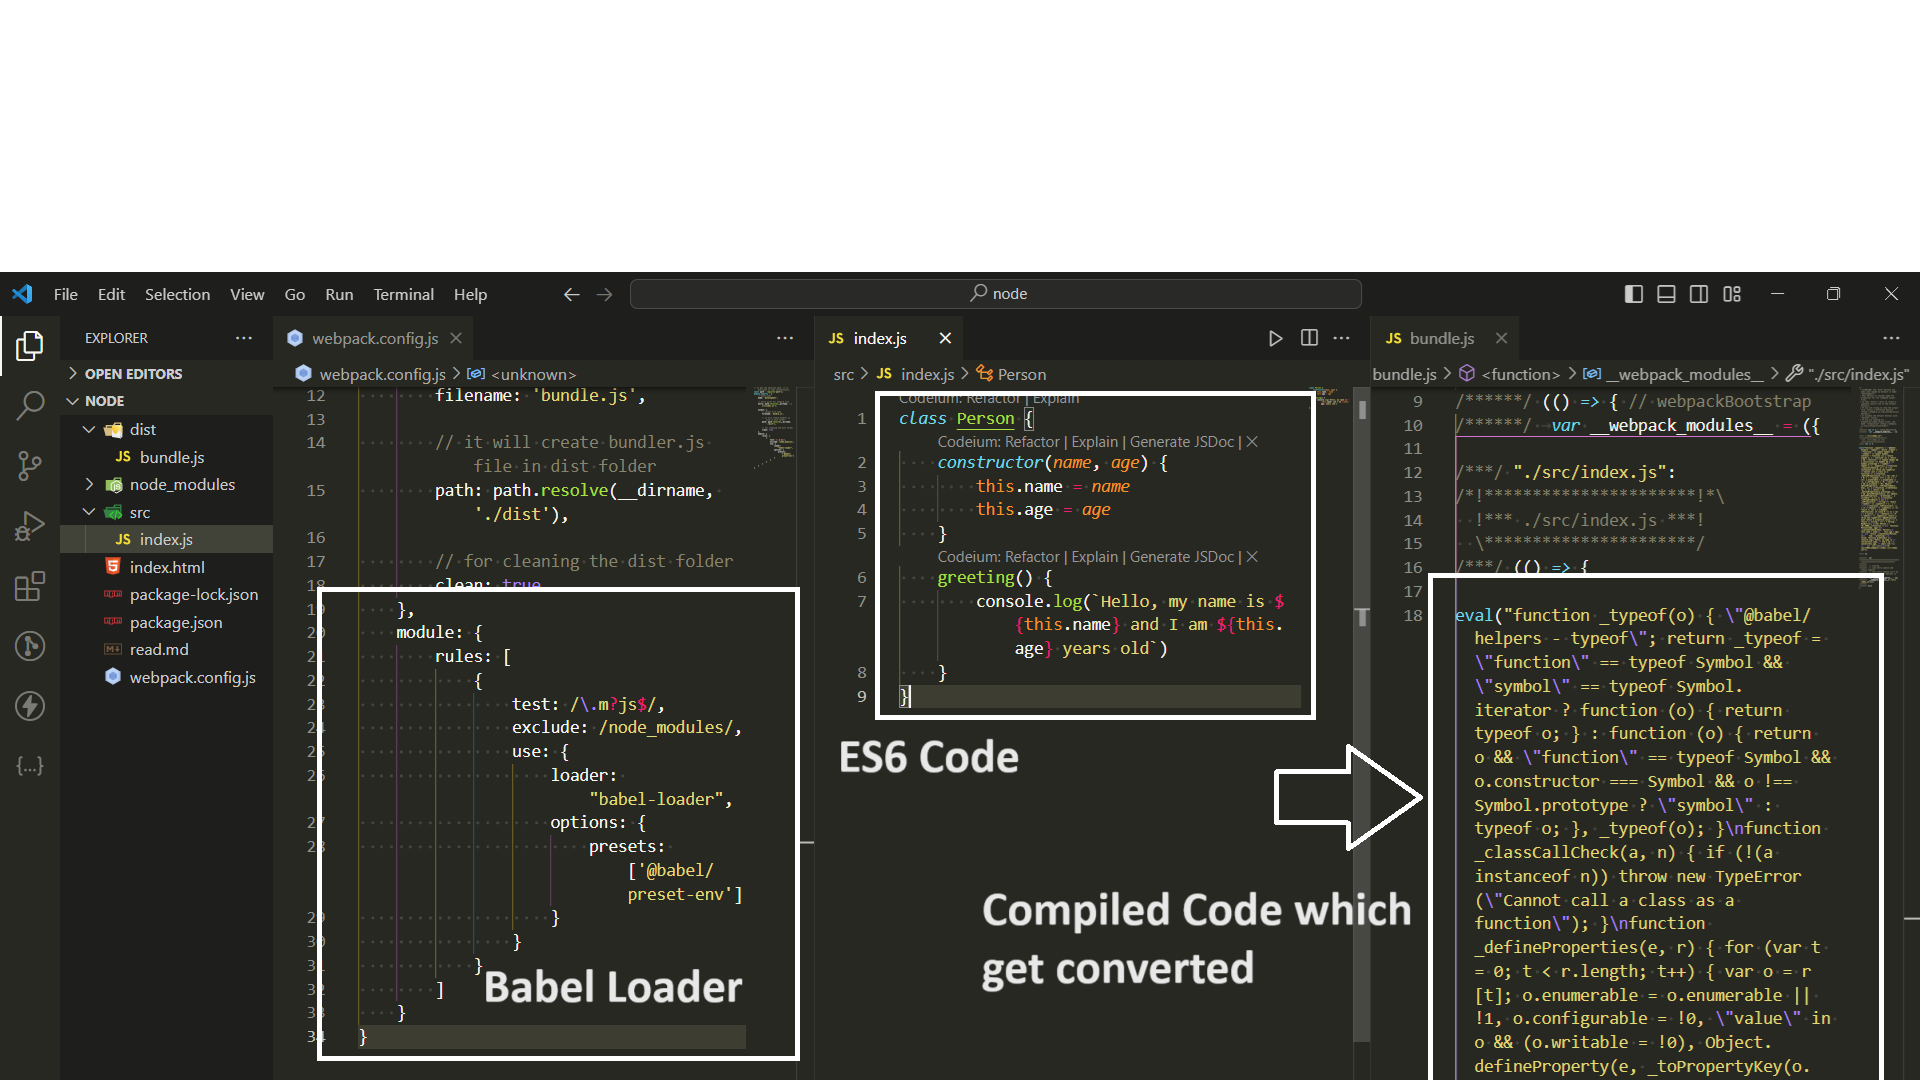 File Edit Selection View Go Run Terminal Help
node
EXPLORER
OPEN EDITORS
NODE
dist
JS bundle.js
node_modules
src
JS index.js
index.html
package-lock.json
package.json
read.md
webpack.config.js
webpack.config.js
webpack.config.js > <unknown>
12 filename: 'bundle.js',
13
14 // it will create bundler.js
file in dist folder
15 path: path.resolve(__dirname,
'./dist'),
16
17 // for cleaning the dist folder
18 clean: true
19 },
20 module: {
21 rules: [
22 {
23 test: /\.m?js$/,
24 exclude: /node_modules/,
25 use: {
26 loader:
"babel-loader",
27 options: {
28 presets:
['@babel/
preset-env']
29 }
30 }
31 }
32 ]
33 }
34 }
Babel Loader
JS index.js
src > JS index.js > Person
Codeium: Refactor | Explain
1 class Person {
Codeium: Refactor | Explain | Generate JSDoc | X
2 constructor(name, age) {
3 this.name = name
4 this.age = age
5 }
Codeium: Refactor | Explain | Generate JSDoc | X
6 greeting() {
7 console.log(`Hello, my name is $
{this.name} and I am ${this.
age} years old`)
8 }
9 }
ES6 Code
Compiled Code which
get converted
JS bundle.js
bundle.js > <function> > __webpack_modules__ > "./src/index.js"
9 /******/ (() => { // webpackBootstrap
10 /******/ var __webpack_modules__ = ({
11
12 /***/ "./src/index.js":
13 /*!**********************!*\
14 !*** ./src/index.js ***!
15 \**********************/
16 /***/ (() => {
17
18 eval("function _typeof(o) { \"@babel/
helpers - typeof\"; return _typeof =
\"function\" == typeof Symbol &&
\"symbol\" == typeof Symbol.
iterator ? function (o) { return
typeof o; } : function (o) { return
o && \"function\" == typeof Symbol &&
o.constructor === Symbol && o !==
Symbol.prototype ? \"symbol\" :
typeof o; }, _typeof(o); }\nfunction
_classCallCheck(a, n) { if (!(a
instanceof n)) throw new TypeError
(\"Cannot call a class as a
function\"); }\nfunction
_defineProperties(e, r) { for (var t
= 0; t < r.length; t++) { var o = r
[t]; o.enumerable = o.enumerable ||
!1, o.configurable = !0, \"value\" in
o && (o.writable = !0), Object.
defineProperty(e, _toPropertyKey(o.